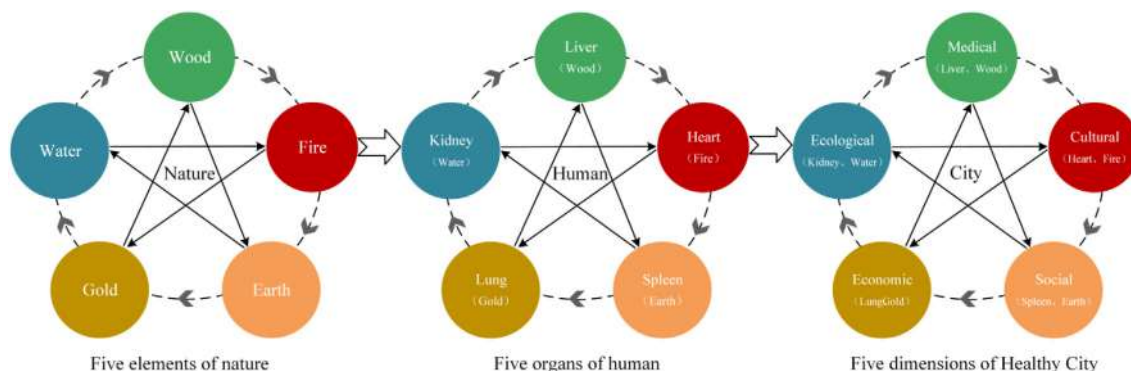 Wood
Water
Fire
Nature
Gold
Earth
Five elements of nature
Liver
(Wood)
Kidney
(Water)
Heart
(Fire)
Human
Lung
(Gold)
Spleen
(Earth)
Five organs of human
Medical
(Liver、Wood)
Ecological
(Kidney、Water)
Cultural
(Heart、Fire)
City
Economic
(LungGold)
Social
(Spleen、Earth)
Five dimensions of Healthy City